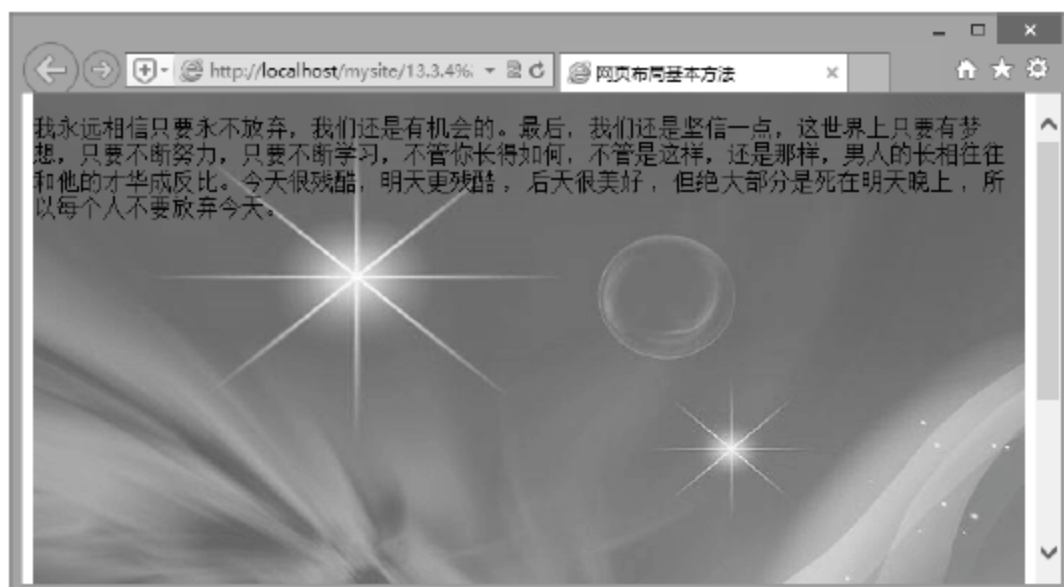 http://localhost/mysite/13.3.4%
网页布局基本方法
我永远相信只要永不放弃，我们还是有机会的。最后，我们还是坚信一点，这世界上只要有梦
想，只要不断努力，只要不断学习，不管你长得如何，不管是这样，还是那样，男人的长相往往
和他的才华成反比。今天很残酷，明天更残酷，后天很美好，但绝大部分是死在明天晚上，所
以每个人不要放弃今天。